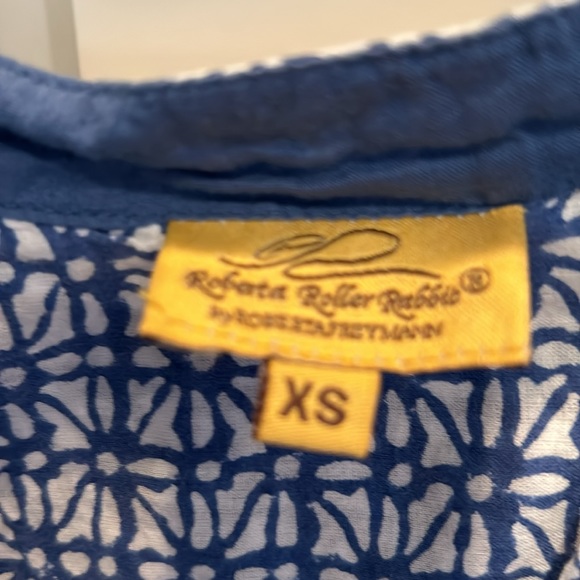 Roberta Roller Rabbit®
By ROBERTA FREYMANN
XS